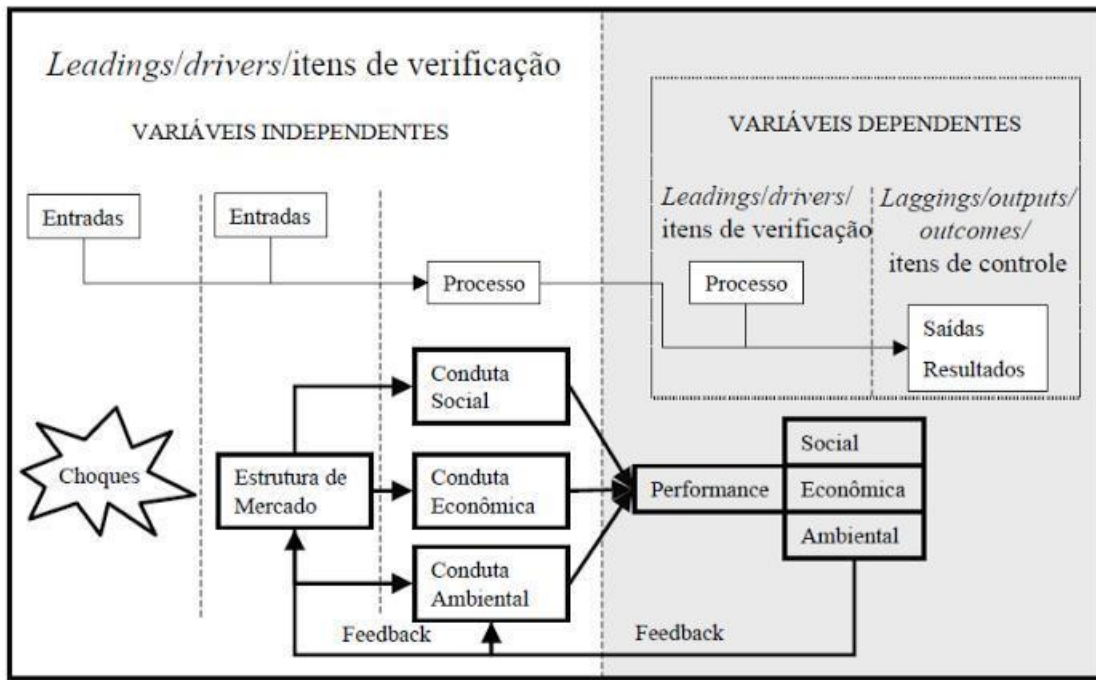 Leadings/drivers/itens de verificação
VARIÁVEIS INDEPENDENTES
VARIÁVEIS DEPENDENTES
Entradas
Entradas
Leadings/drivers/
itens de verificação
Laggings/outputs/
outcomes/
itens de controle
Processo
Processo
Saídas
Resultados
Conduta
Social
Choques
Estrutura de
Mercado
Conduta
Econômica
Conduta
Ambiental
Performance
Social
Econômica
Ambiental
Feedback
Feedback